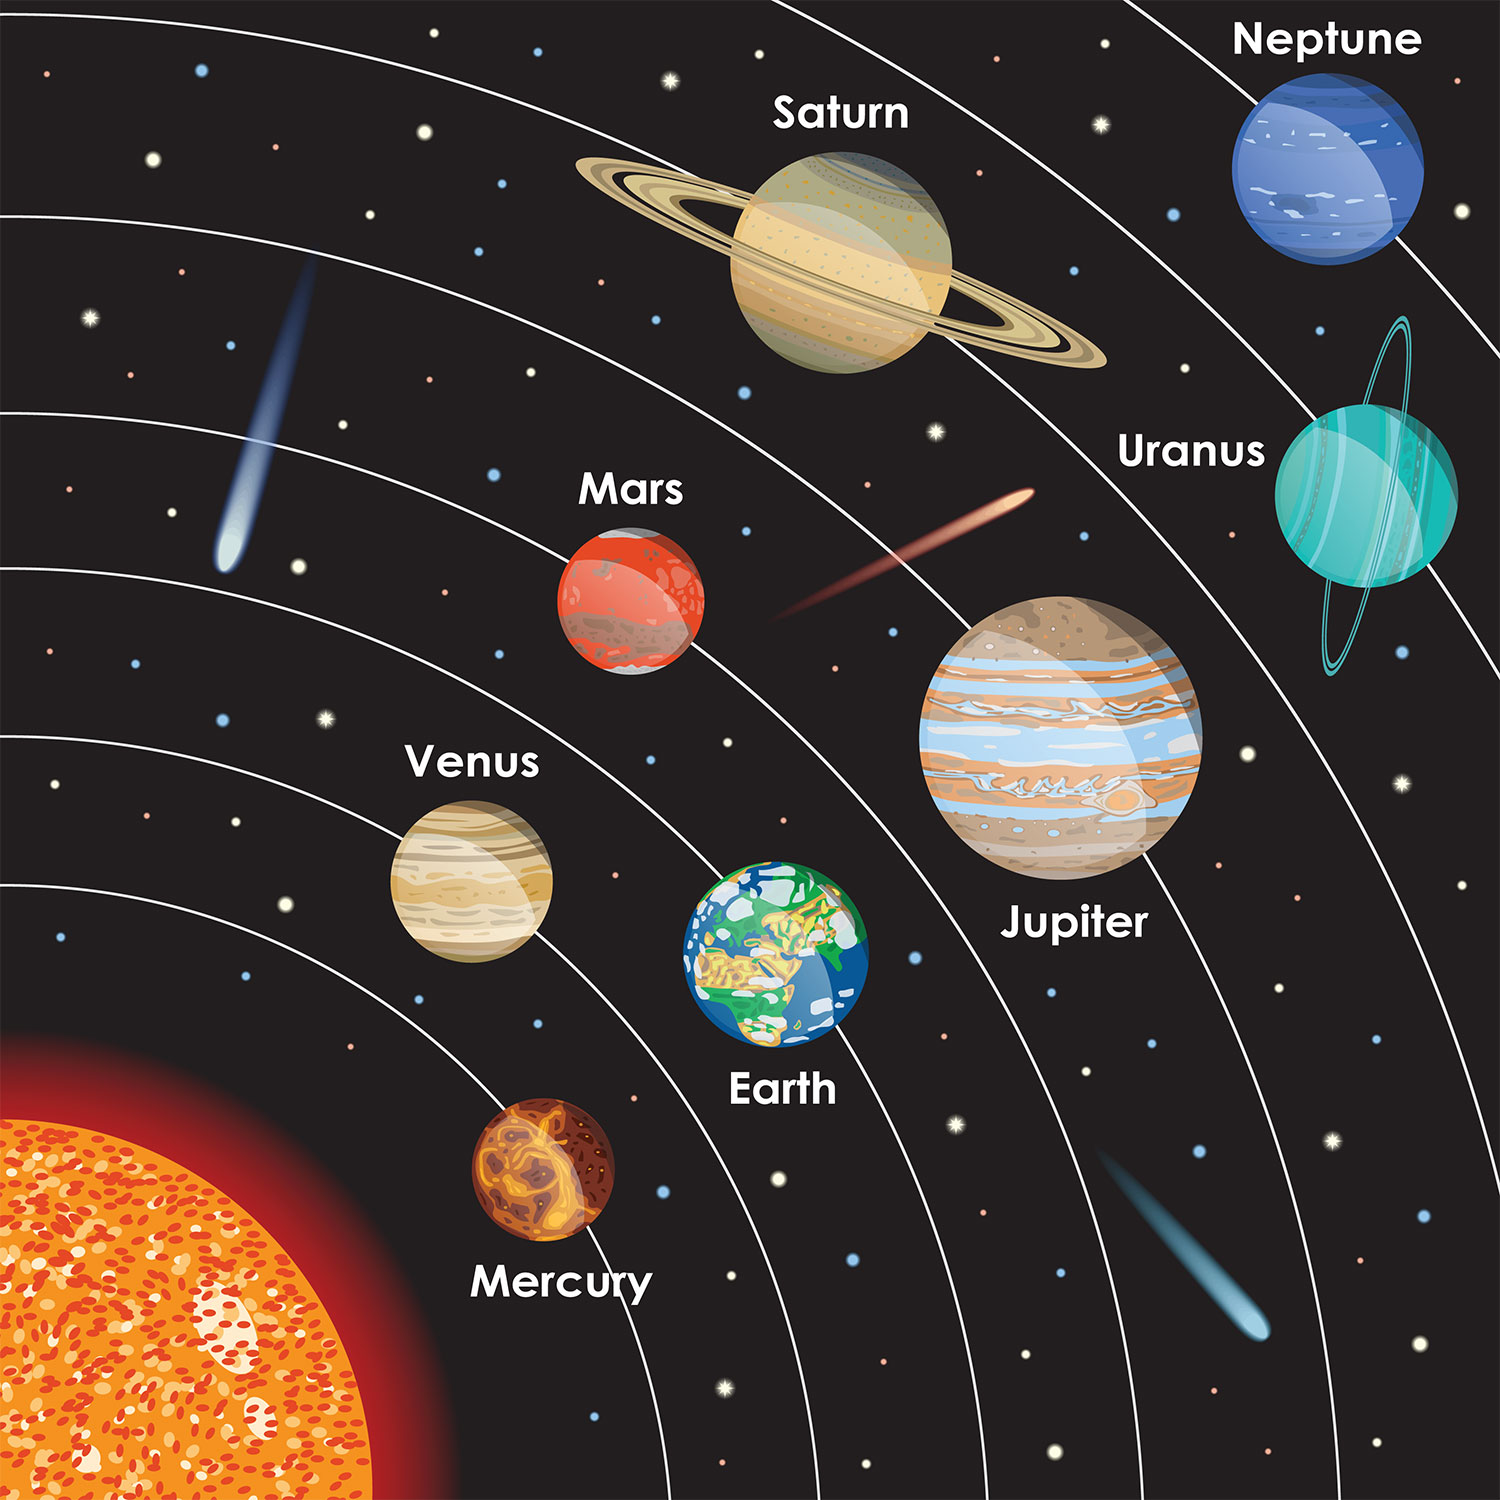 Neptune
Saturn
Uranus
Mars
Venus
Jupiter
Earth
Mercury